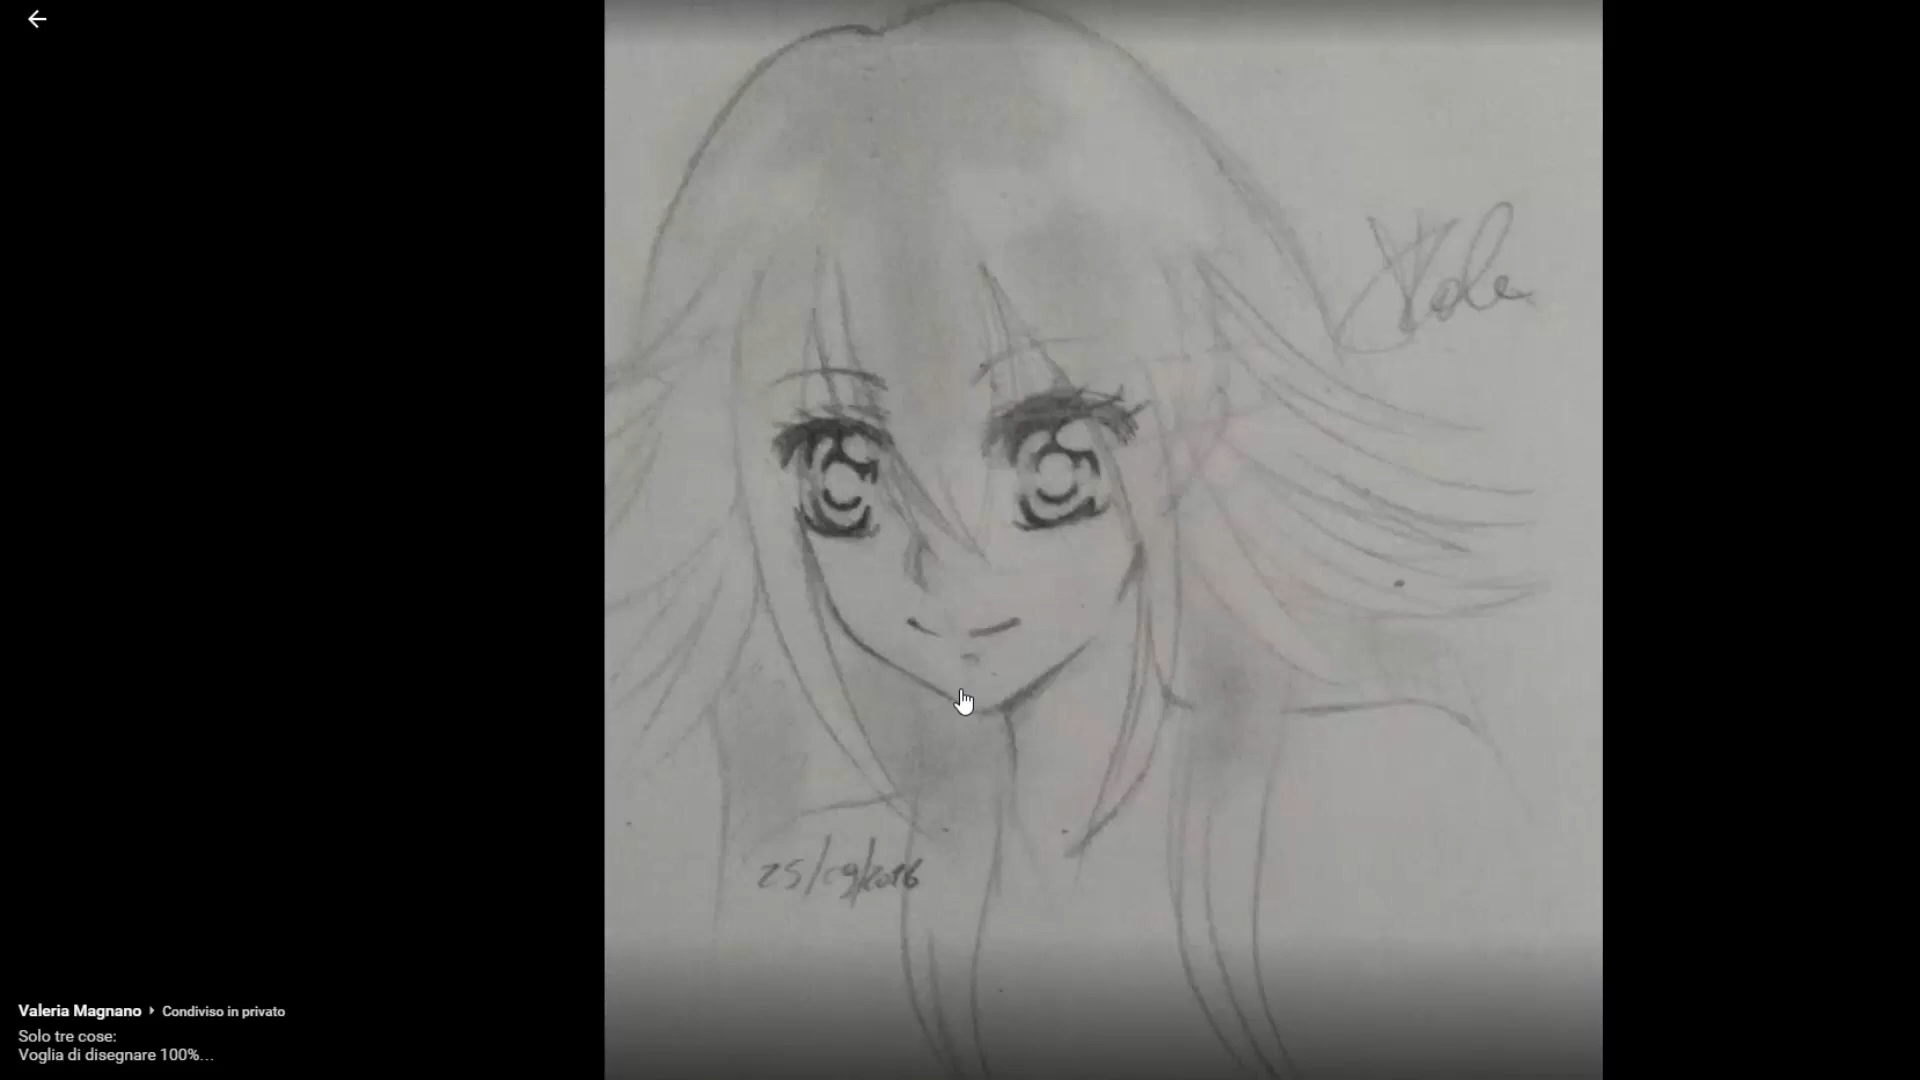 Vale
25/09/2016
Valeria Magnano Condiviso in privato
Solo tre cose:
Voglia di disegnare 100%...